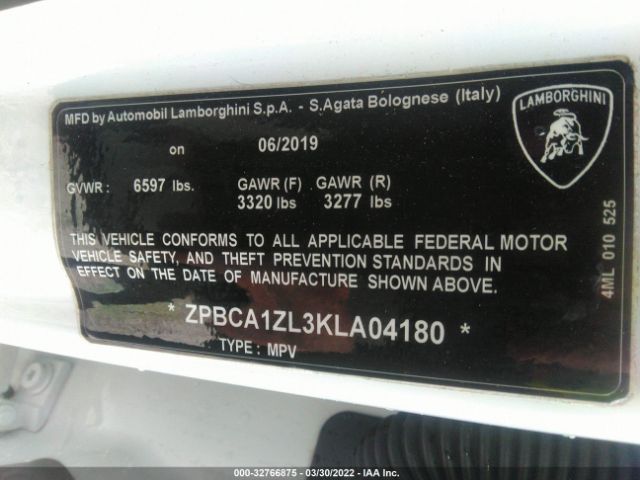 MFD by Automobil Lamborghini S.p.A. - S.Agata Bolognese (Italy)
on 06/2019
LAMBORGHINI
GVWR : 6597 lbs. GAWR (F) GAWR (R)
3320 lbs 3277 lbs
THIS VEHICLE CONFORMS TO ALL APPLICABLE FEDERAL MOTOR
VEHICLE SAFETY, AND THEFT PREVENTION STANDARDS IN
EFFECT ON THE DATE OF MANUFACTURE SHOWN ABOVE.
* ZPBCA1ZL3KLA04180 *
TYPE : MPV
4ML 010 525
000-32766875 - 03/30/2022 - IAA Inc.